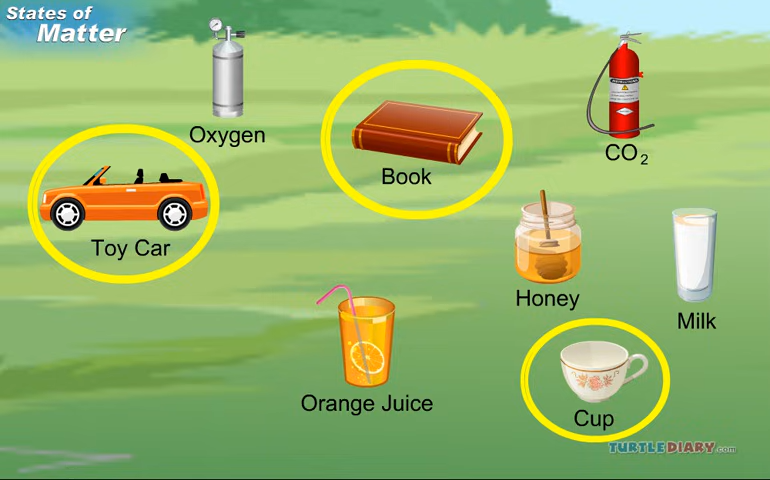 States of
Matter
Oxygen
CO2
Book
Toy Car
Honey
Milk
Orange Juice
Cup
TURTLEDIARY.com